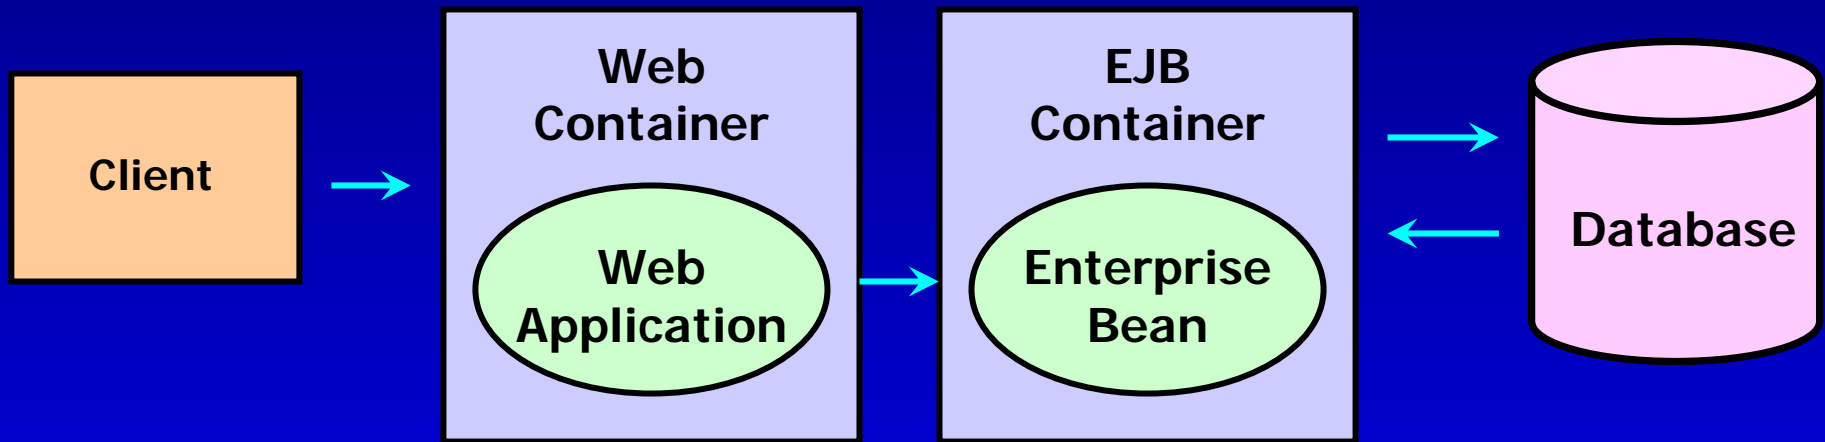 Client
Web
Container
Web
Application
EJB
Container
Enterprise
Bean
Database